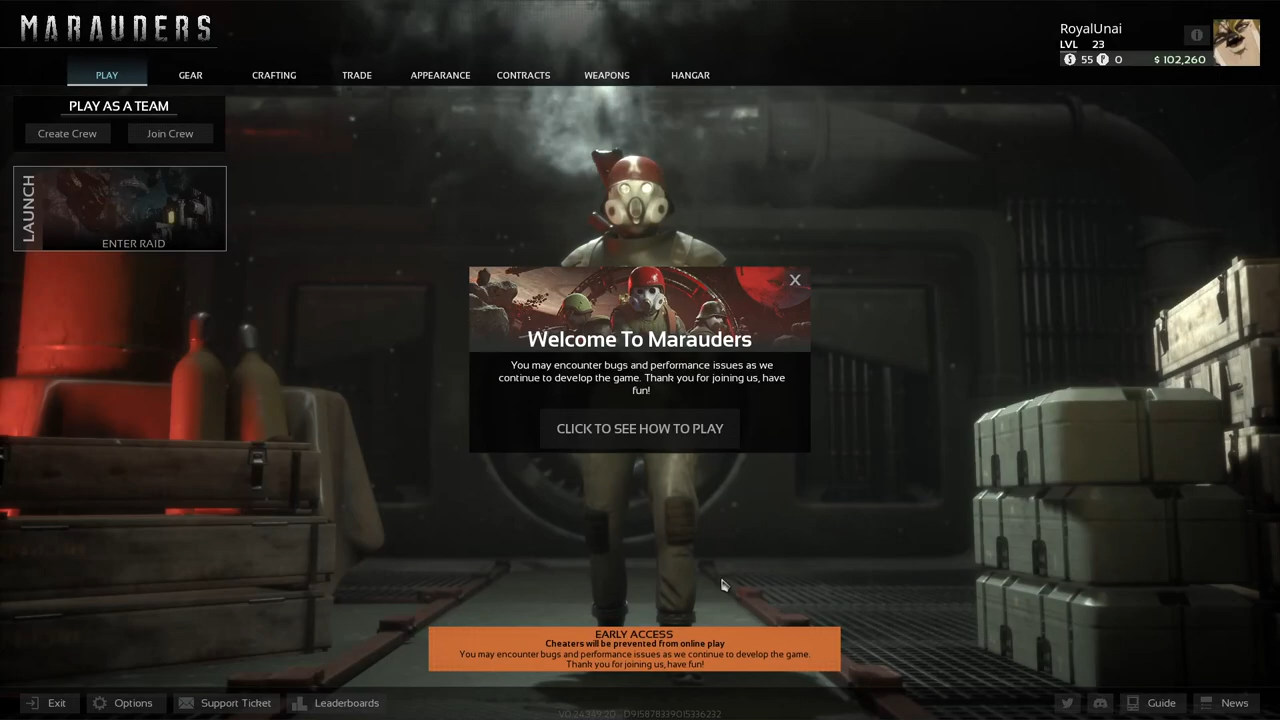 MARAUDERS
RoyalUnai
LVL 23
55 0 $ 102,260
PLAY GEAR CRAFTING TRADE APPEARANCE CONTRACTS WEAPONS HANGAR
PLAY AS A TEAM
Create Crew Join Crew
LAUNCH
ENTER RAID
X
Welcome To Marauders
You may encounter bugs and performance issues as we
continue to develop the game. Thank you for joining us, have
fun!
CLICK TO SEE HOW TO PLAY
EARLY ACCESS
Cheaters will be prevented from online play
You may encounter bugs and performance issues as we continue to develop the game.
Thank you for joining us, have fun!
Exit Options Support Ticket Leaderboards
Guide News